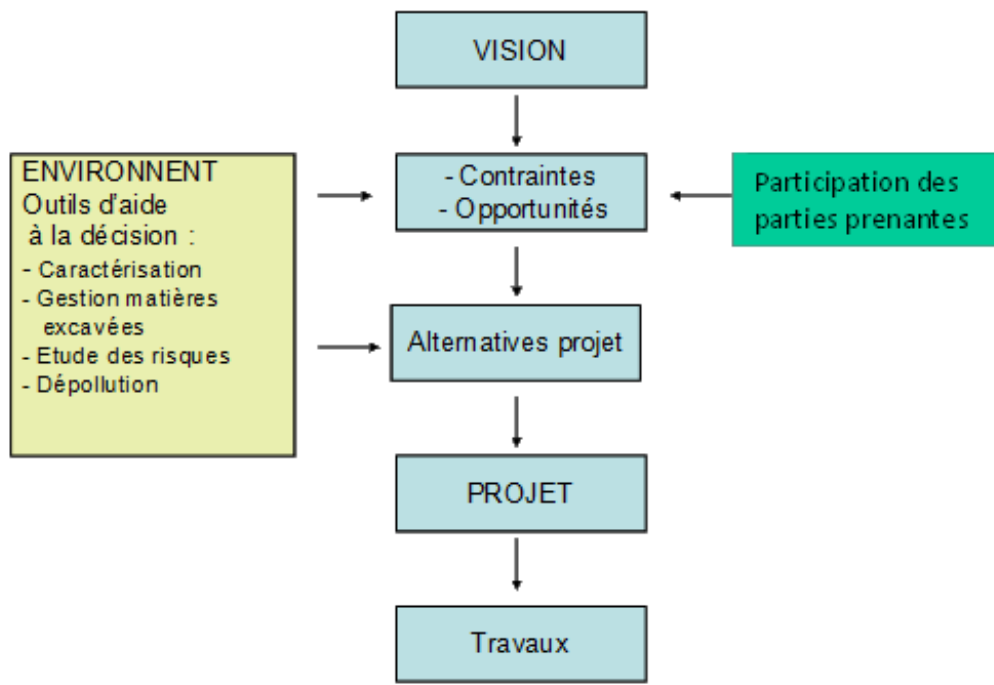 VISION
ENVIRONNENT
Outils d'aide
à la décision :
- Caractérisation
- Gestion matières
excavées
- Etude des risques
- Dépollution
- Contraintes
- Opportunités
Participation des
parties prenantes
Alternatives projet
PROJET
Travaux